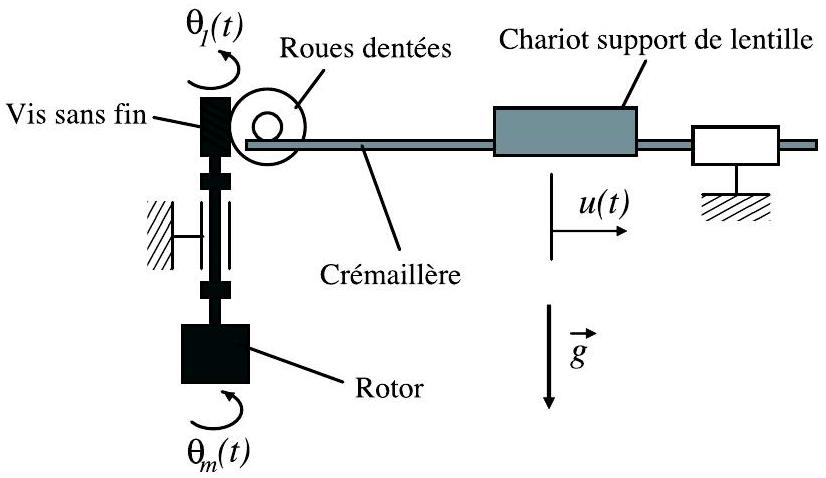 θ₁(t)
Roues dentées
Chariot support de lentille
Vis sans fin
u(t)
Crémaillère
g⃗
Rotor
θₘ(t)